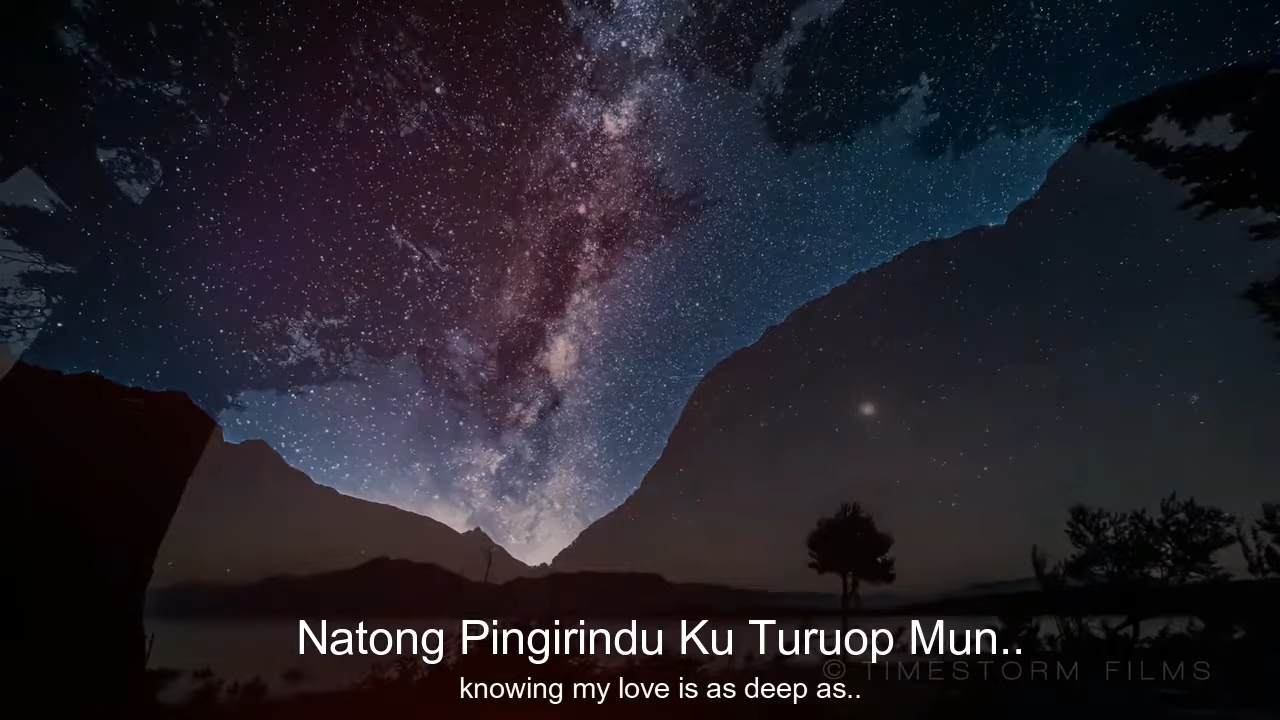 Natong Pingirindu Ku Turuop Mun..
© TIMESTORM FILMS
knowing my love is as deep as..